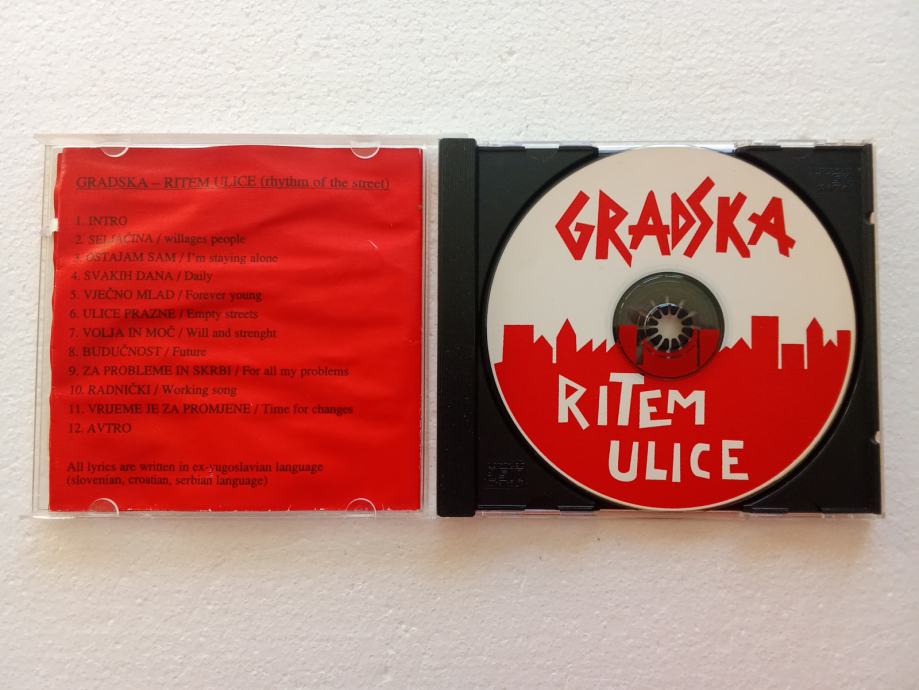 GRADSKA – RITEM ULICE (rhythm of the street)
1. INTRO
2. SELJAČINA / willages people
3. OSTAJAM SAM / I'm staying alone
4. SVAKIH DANA / Daily
5. VJEČNO MLAD / Forever young
6. ULICE PRAZNE / Empty streets
7. VOLJA IN MOČ / Will and strenght
8. BUDUČNOST / Future
9. ZA PROBLEME IN SKRBI / For all my problems
10. RADNIČKI / Working song
11. VRIJEME JE ZA PROMJENE / Time for changes
12. AVTRO
All lyrics are written in ex-yugoslavian language
(slovenian, croatian, serbian language)
GRADSKA
RITEM
ULICE